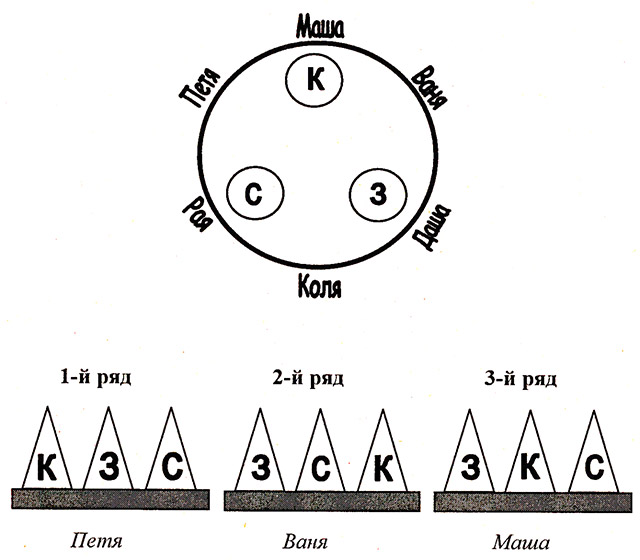 Маша
Петя
К
Ваня
С
З
Рая
Даша
Коля
1-й ряд 2-й ряд 3-й ряд
К З С З С К З К С
Петя Ваня Маша